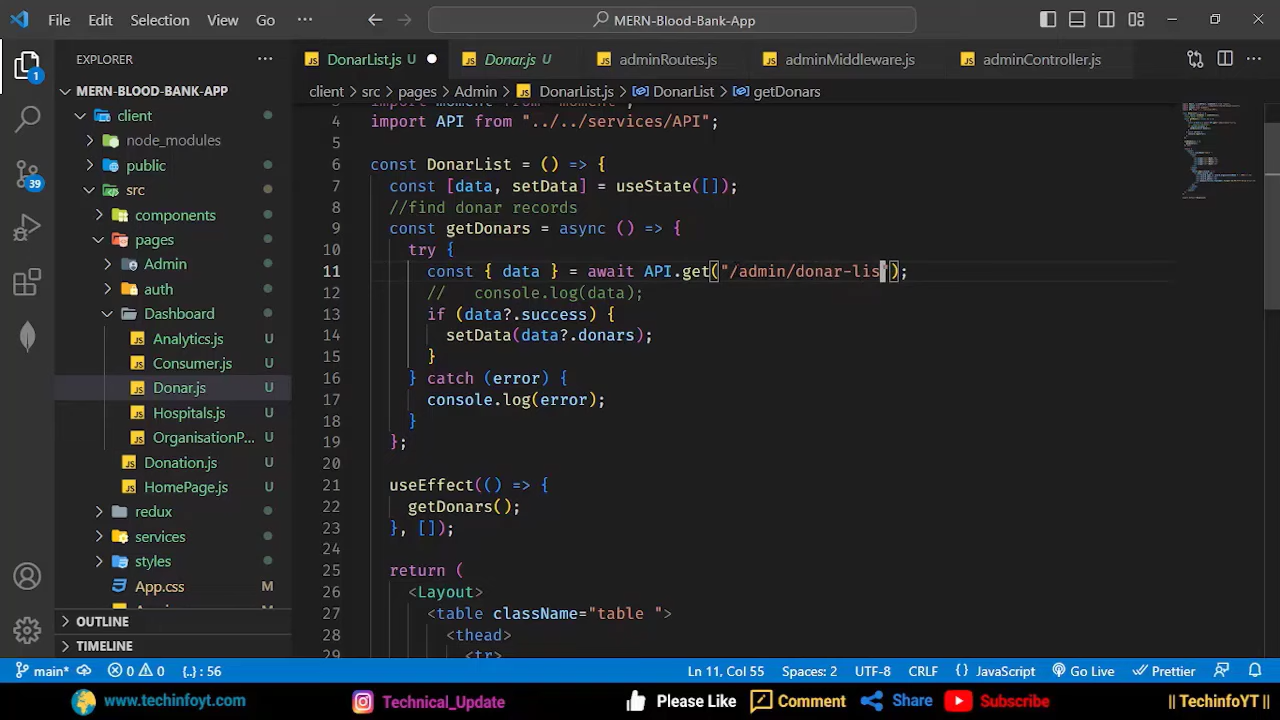 File Edit Selection View Go ···
MERN-Blood-Bank-App
EXPLORER ···
DonarList.js Donar.js U adminRoutes.js adminMiddleware.js adminController.js ···
MERN-BLOOD-BANK-APP
client > src > pages > Admin > DonarList.js > DonarList > getDonars
client
node_modules
public
src
components
pages
Admin
auth
Dashboard
Analytics.js U
Consumer.js U
Donar.js U
Hospitals.js U
OrganisationP... U
Donation.js U
HomePage.js U
redux
services
styles
App.css M
OUTLINE
TIMELINE
1
39
4 import API from "../../services/API";
5
6 const DonarList = () => {
7 const [data, setData] = useState([]);
8 //find donar records
9 const getDonars = async () => {
10 try {
11 const { data } = await API.get("/admin/donar-lis");
12 //   console.log(data);
13 if (data?.success) {
14 setData(data?.donars);
15 }
16 } catch (error) {
17 console.log(error);
18 }
19 };
20
21 useEffect(() => {
22 getDonars();
23 }, []);
24
25 return (
26 <Layout>
27 <table className="table ">
28 <thead>
29 <tr>
main* 0 0 {..} : 56 Ln 11, Col 55 Spaces: 2 UTF-8 CRLF {} JavaScript Go Live Prettier
www.techinfoyt.com Technical_Update Please Like Comment Share Subscribe || TechinfoYT ||